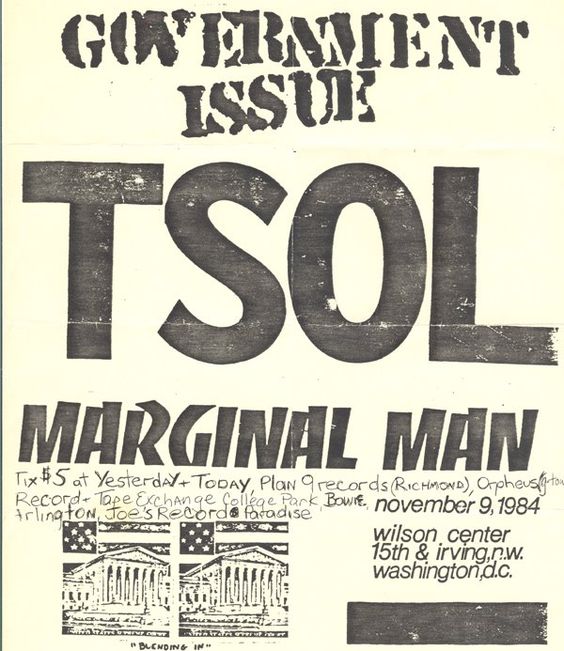 GOVERNMENT
ISSUE
TSOL
MARGINAL MAN
Tix $5 at Yesterday + Today, Plan 9 records (Richmond), Orpheus (g-town
Record + Tape Exchange College Park, Bowie,
Arlington, Joe's Record Paradise
november 9, 1984
wilson center
15th & irving,n.w.
washington,d.c.
"BLENDING IN"